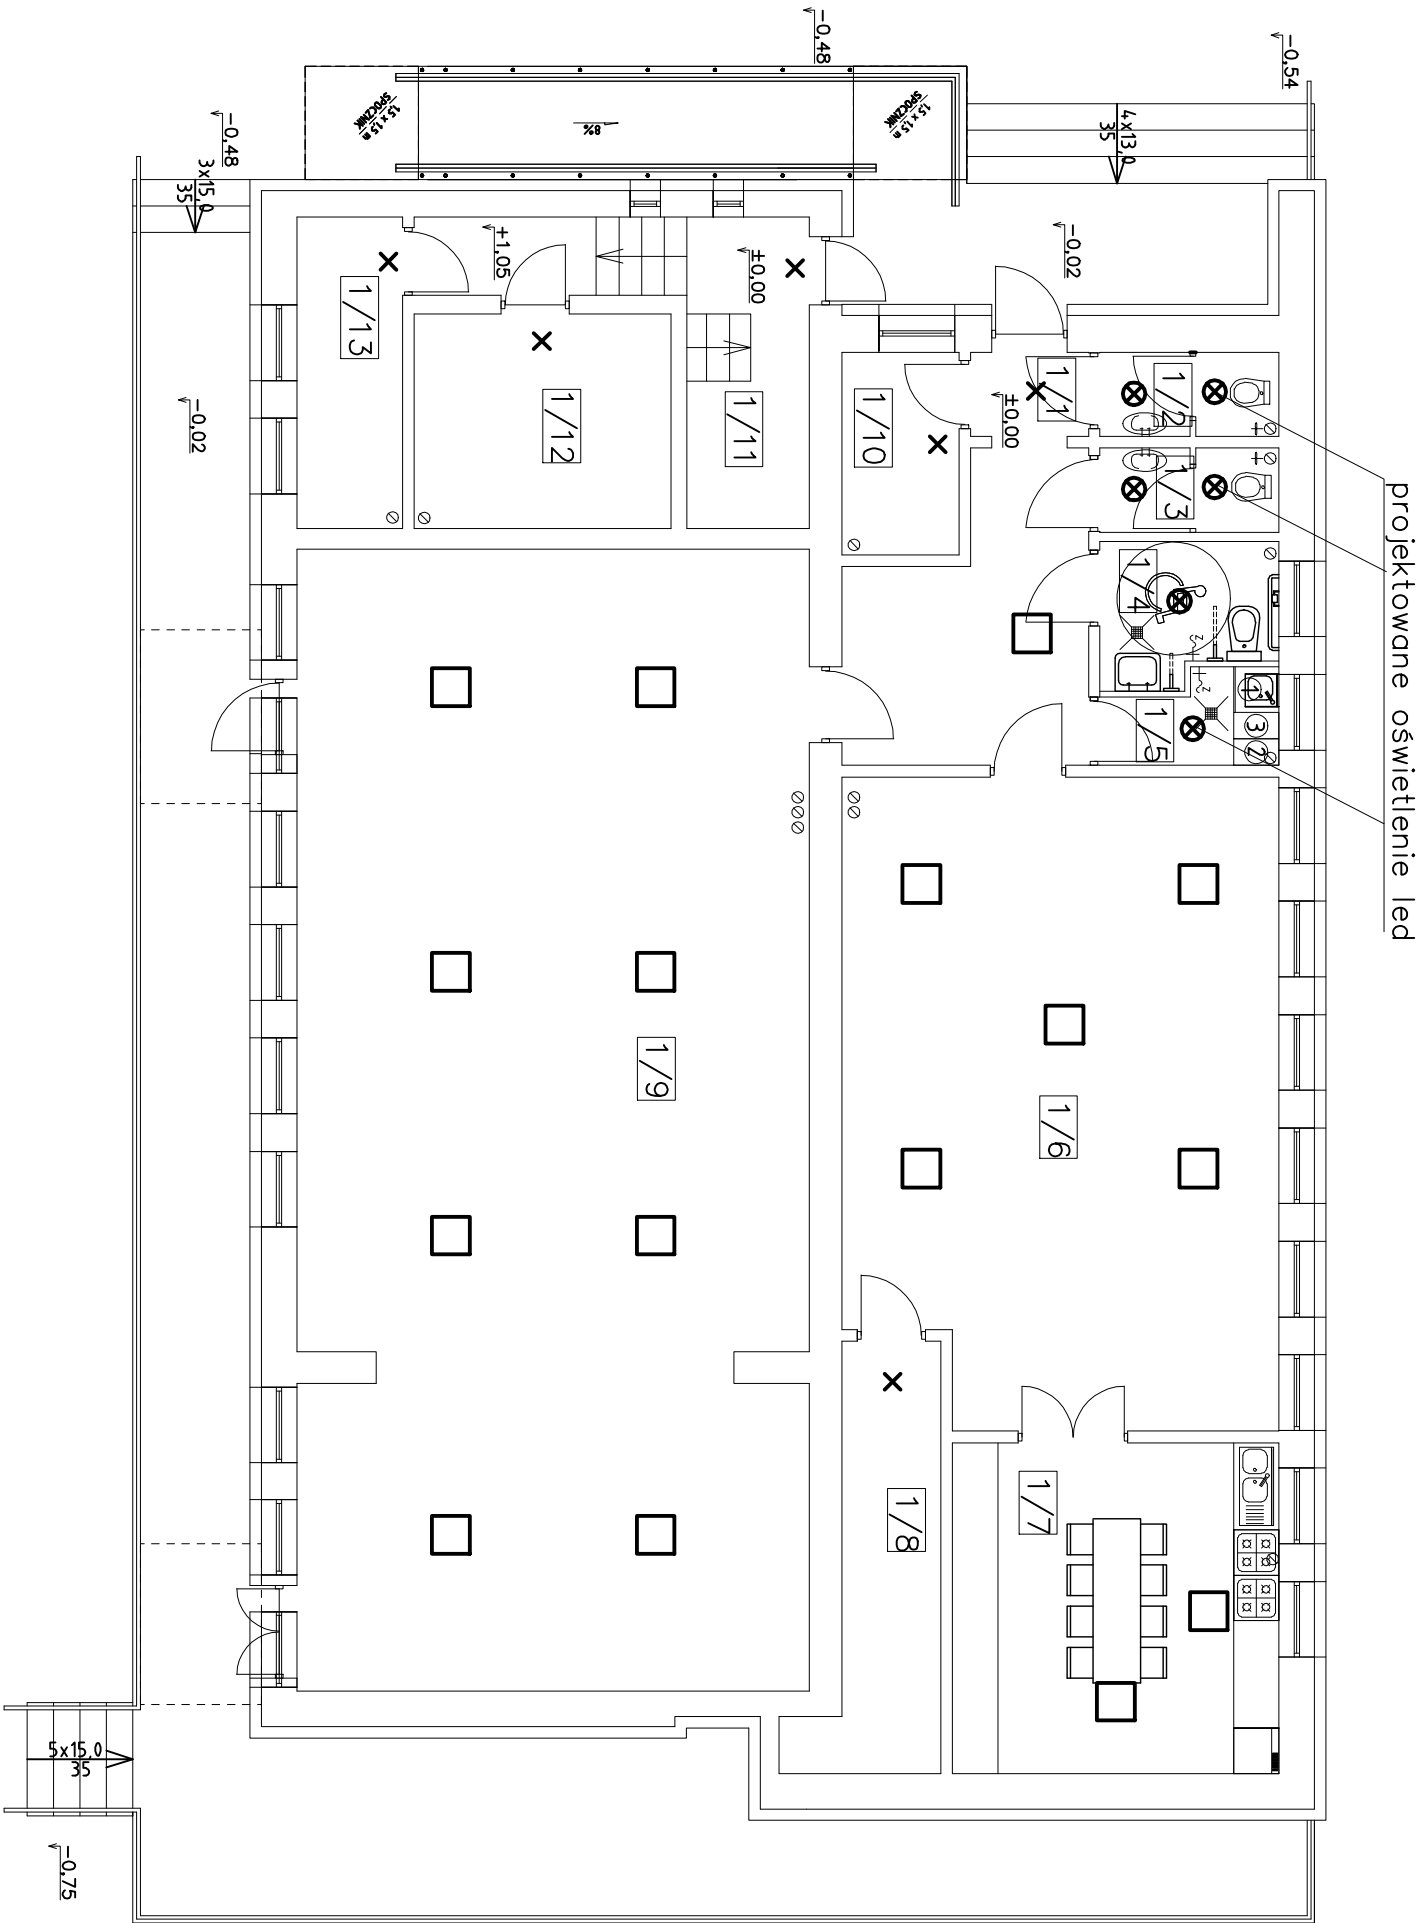 projektowane oświetlenie led
-0,54
4x13,0
35
-0,48
1,5 x 1,5 m
SPOCZNIK
8%
1,5 x 1,5 m
SPOCZNIK
-0,48
3x15,0
35
-0,02
±0,00
+1,05
-0,02
±0,00
1/1
1/2
1/3
1/4
1/5
1
3
2
z
z
1/10
1/11
1/12
1/13
1/6
1/9
1/7
1/8
5x15,0
35
-0,75